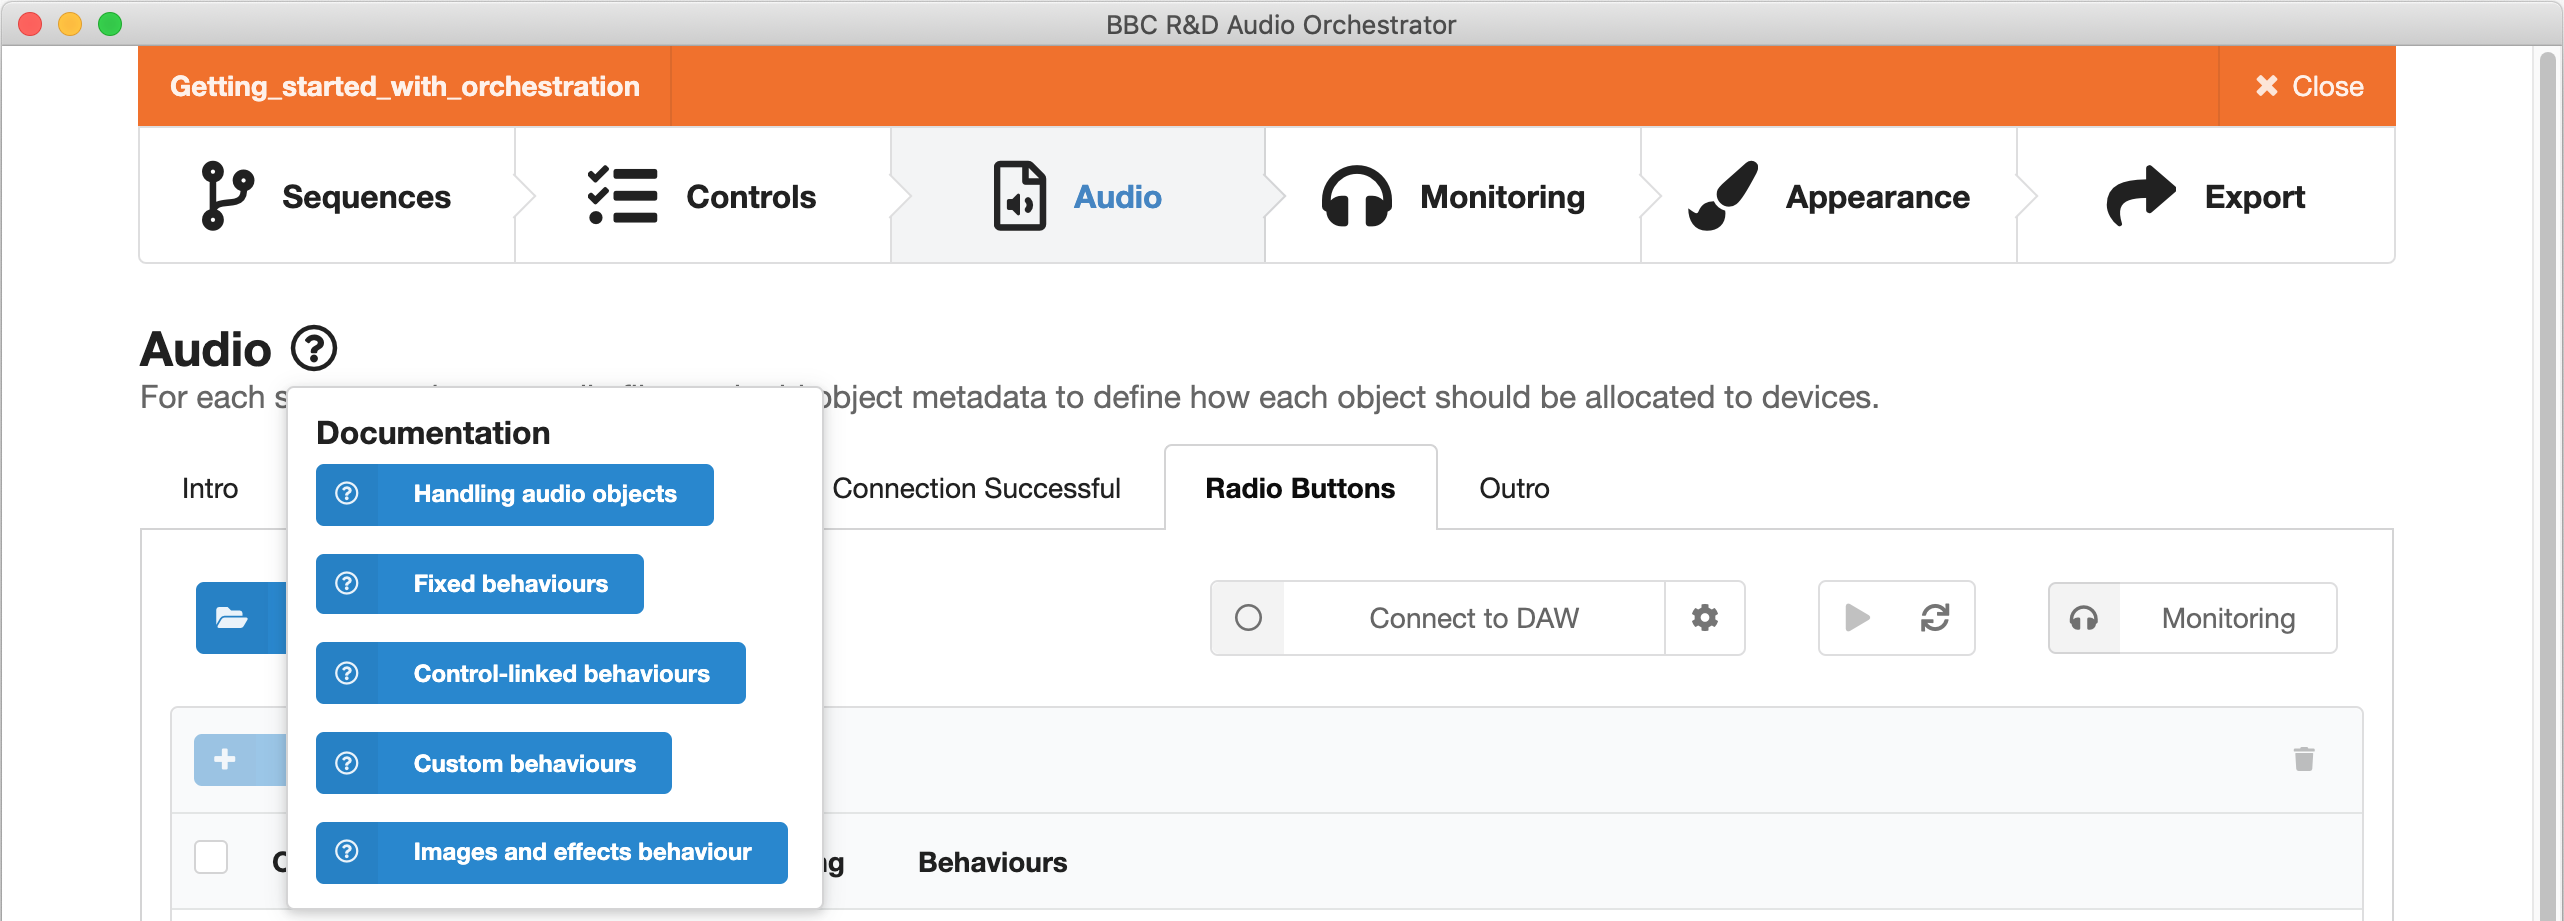 BBC R&D Audio Orchestrator
Getting_started_with_orchestration
Close
Sequences
Controls
Audio
Monitoring
Appearance
Export
Audio
For each object metadata to define how each object should be allocated to devices.
Documentation
Handling audio objects
Fixed behaviours
Control-linked behaviours
Custom behaviours
Images and effects behaviour
Intro
Connection Successful
Radio Buttons
Outro
Connect to DAW
Monitoring
Behaviours